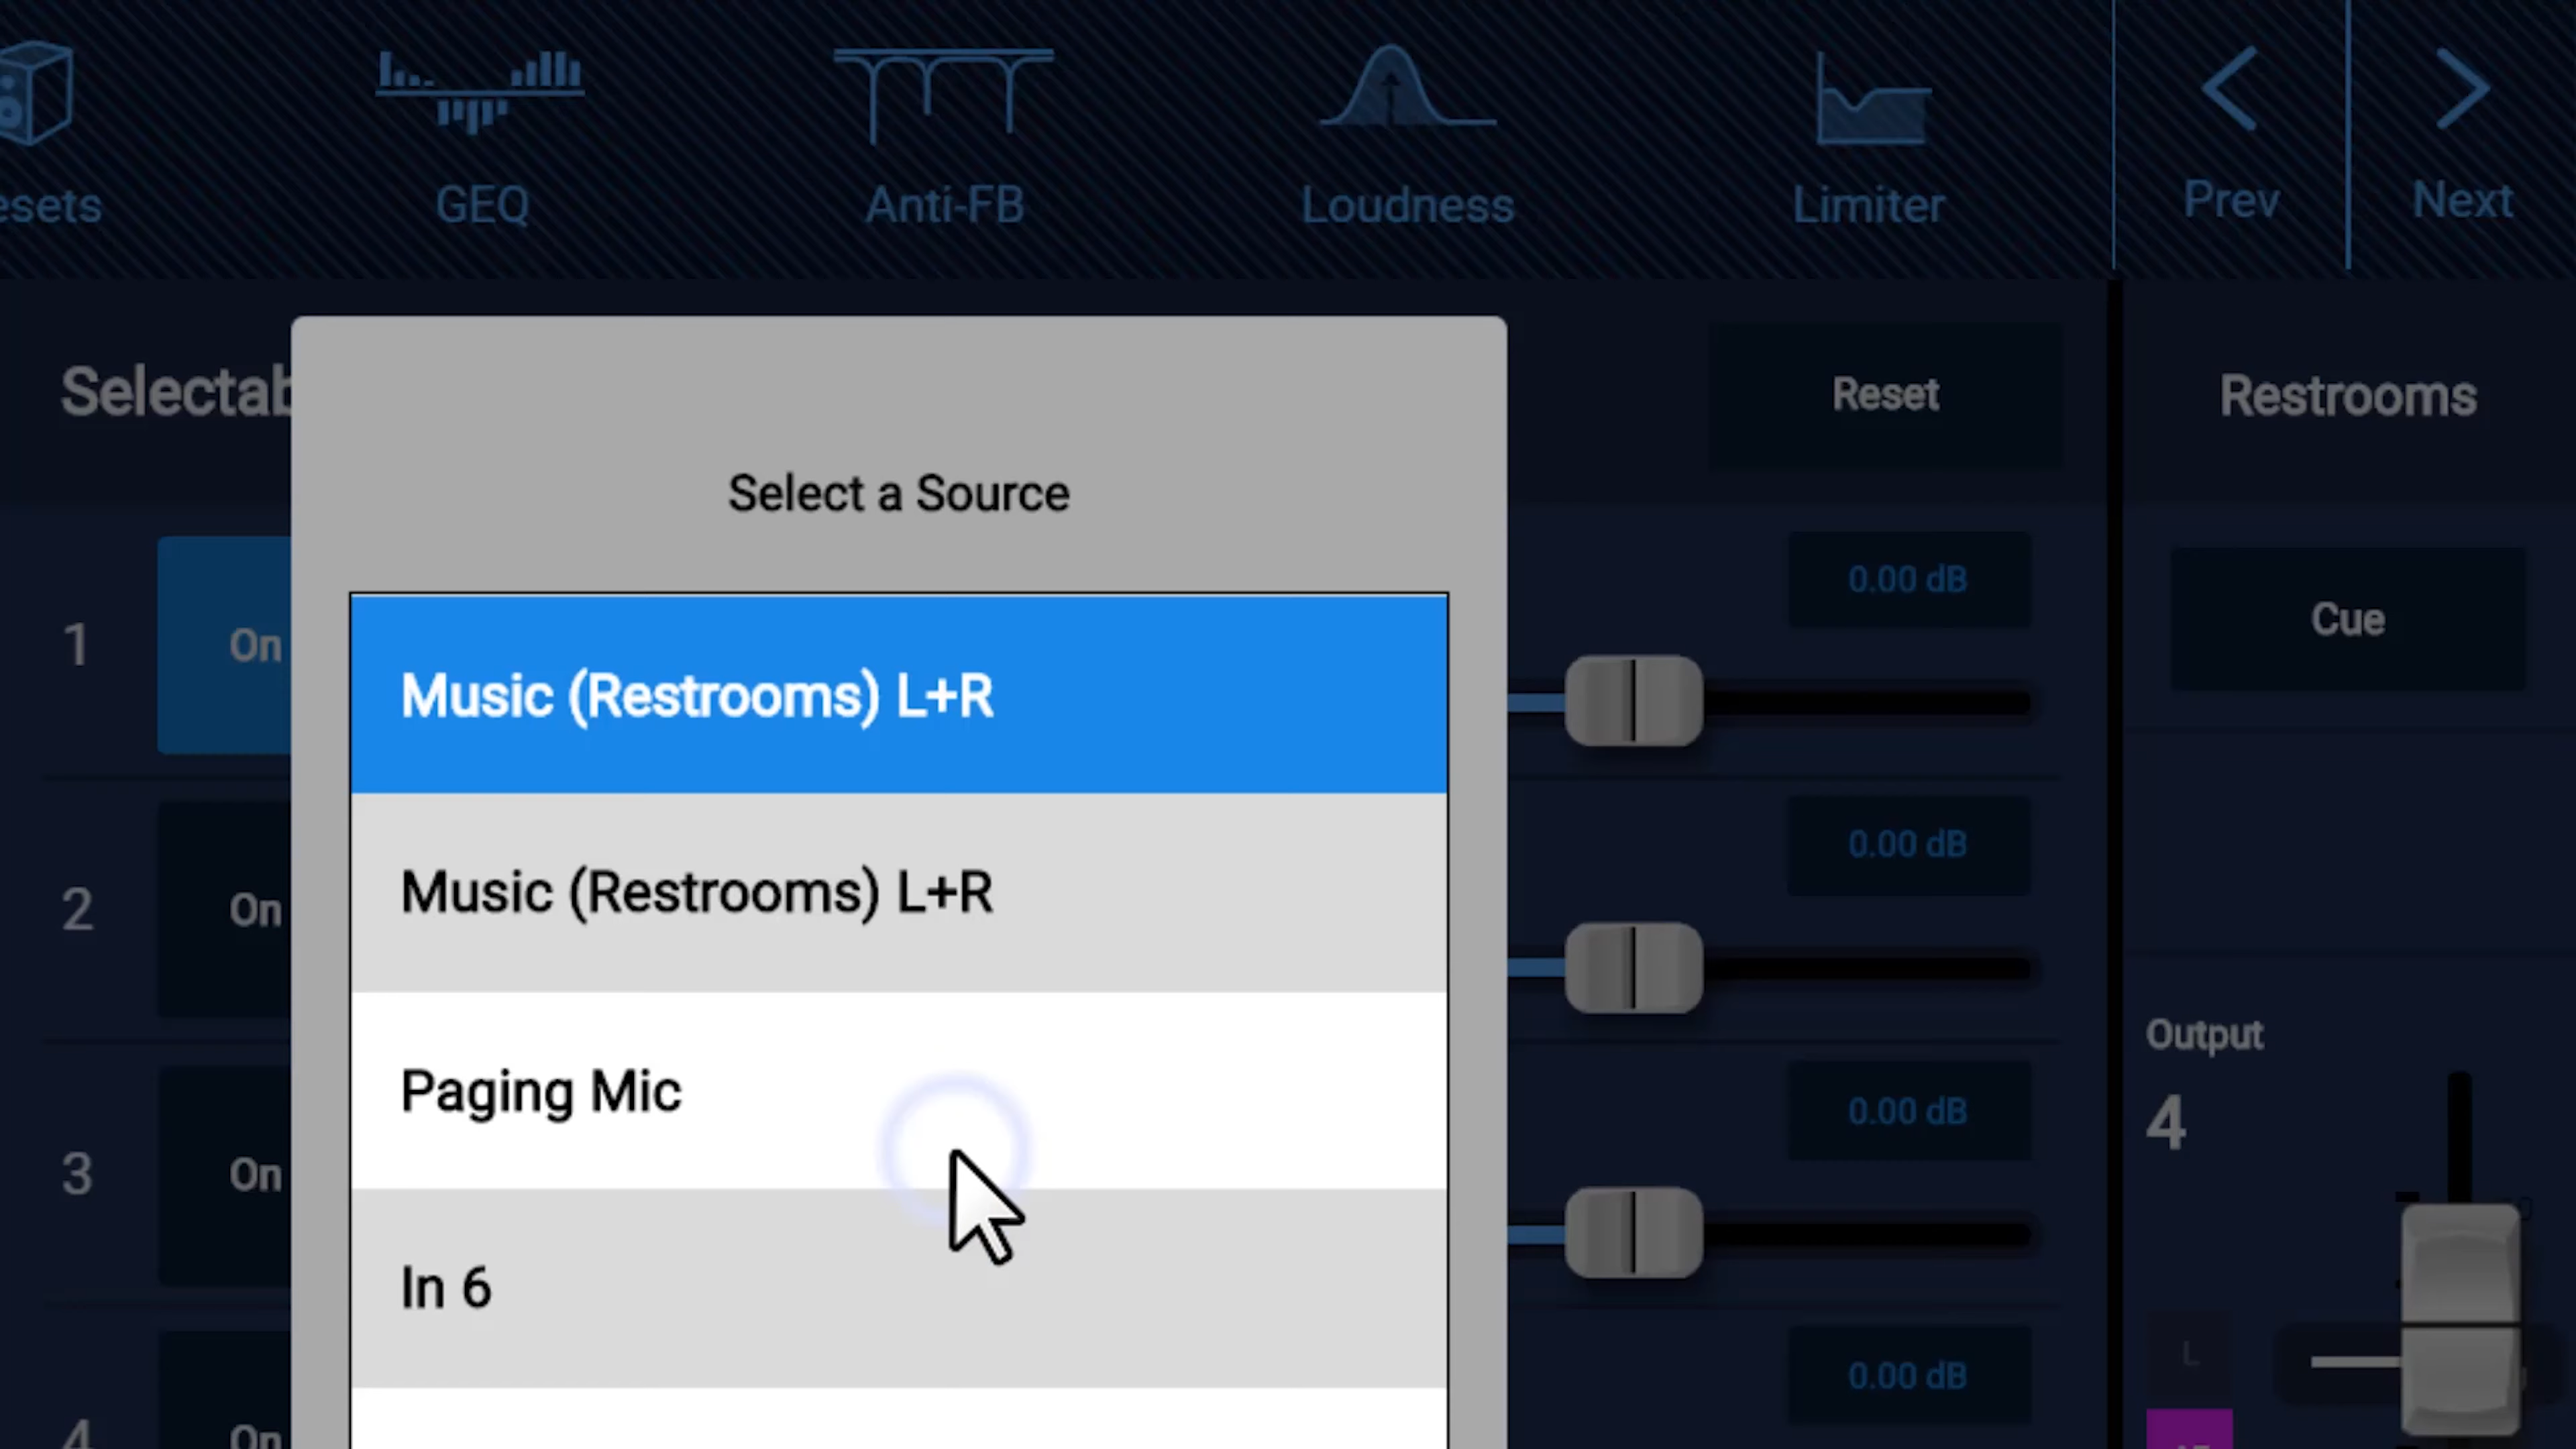 esets
GEQ
Anti-FB
Loudness
Limiter
Prev
Next
Selectab
Reset
Restrooms
Select a Source
1
On
Music (Restrooms) L+R
0.00 dB
Cue
2
On
Music (Restrooms) L+R
0.00 dB
3
On
Paging Mic
0.00 dB
Output
4
In 6
4
On
0.00 dB
L